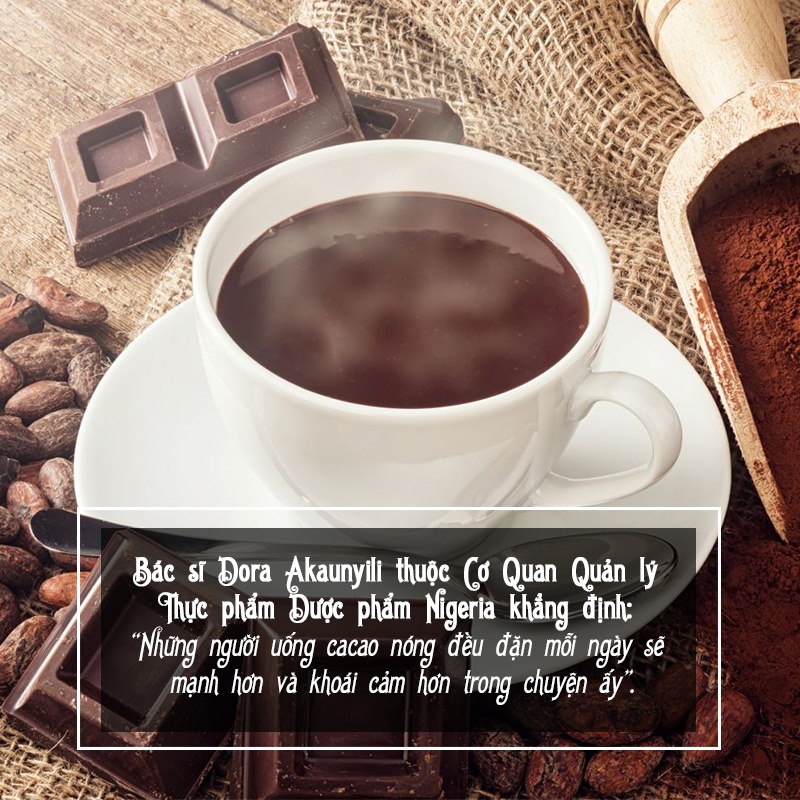 Bác sĩ Dora Akaunyili thuộc Cơ Quan Quản lý
Thực phẩm Dược phẩm Nigeria khẳng định:
“Những người uống cacao nóng đều đặn mỗi ngày sẽ
mạnh hơn và khoái cảm hơn trong chuyện ấy”.